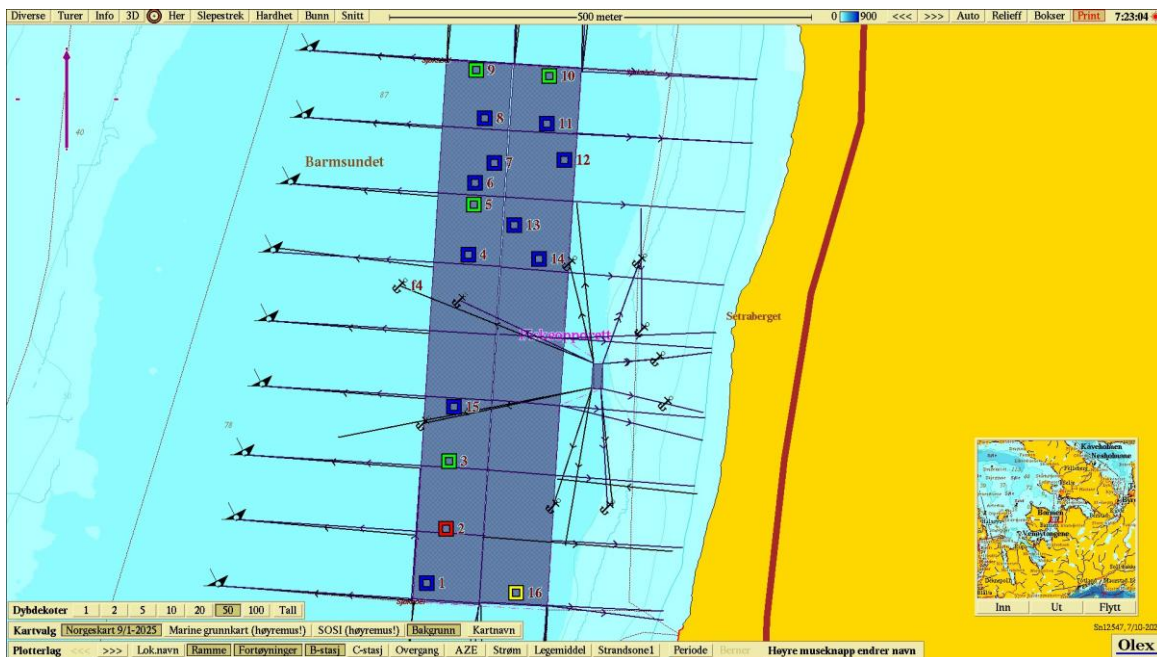 Diverse Turer Info 3D Her Slepestrek Hardhet Bunn Snitt 500 meter 0 900 <<< >>> Auto Relieff Bokser Print 7:23:04
9
10
87
8
11
40
Barmsundet
7
12
6
5
13
4
14
f4
Setraberget
15
78
3
2
1
16
Dybdekoter 1 2 5 10 20 50 100 Tall
Inn Ut Flytt
Kartvalg Norgeskart 9/1-2025 Marine grunnkart (høyremus!) SOSI (høyremus!) Bakgrunn Kartnavn
Plotterlag <<< >>> Lok.navn Ramme Fortøyninger B-stasj C-stasj Overgang AZE Strøm Legemiddel Strandsone1 Periode Berner Høyre museknapp endrer navn Olex